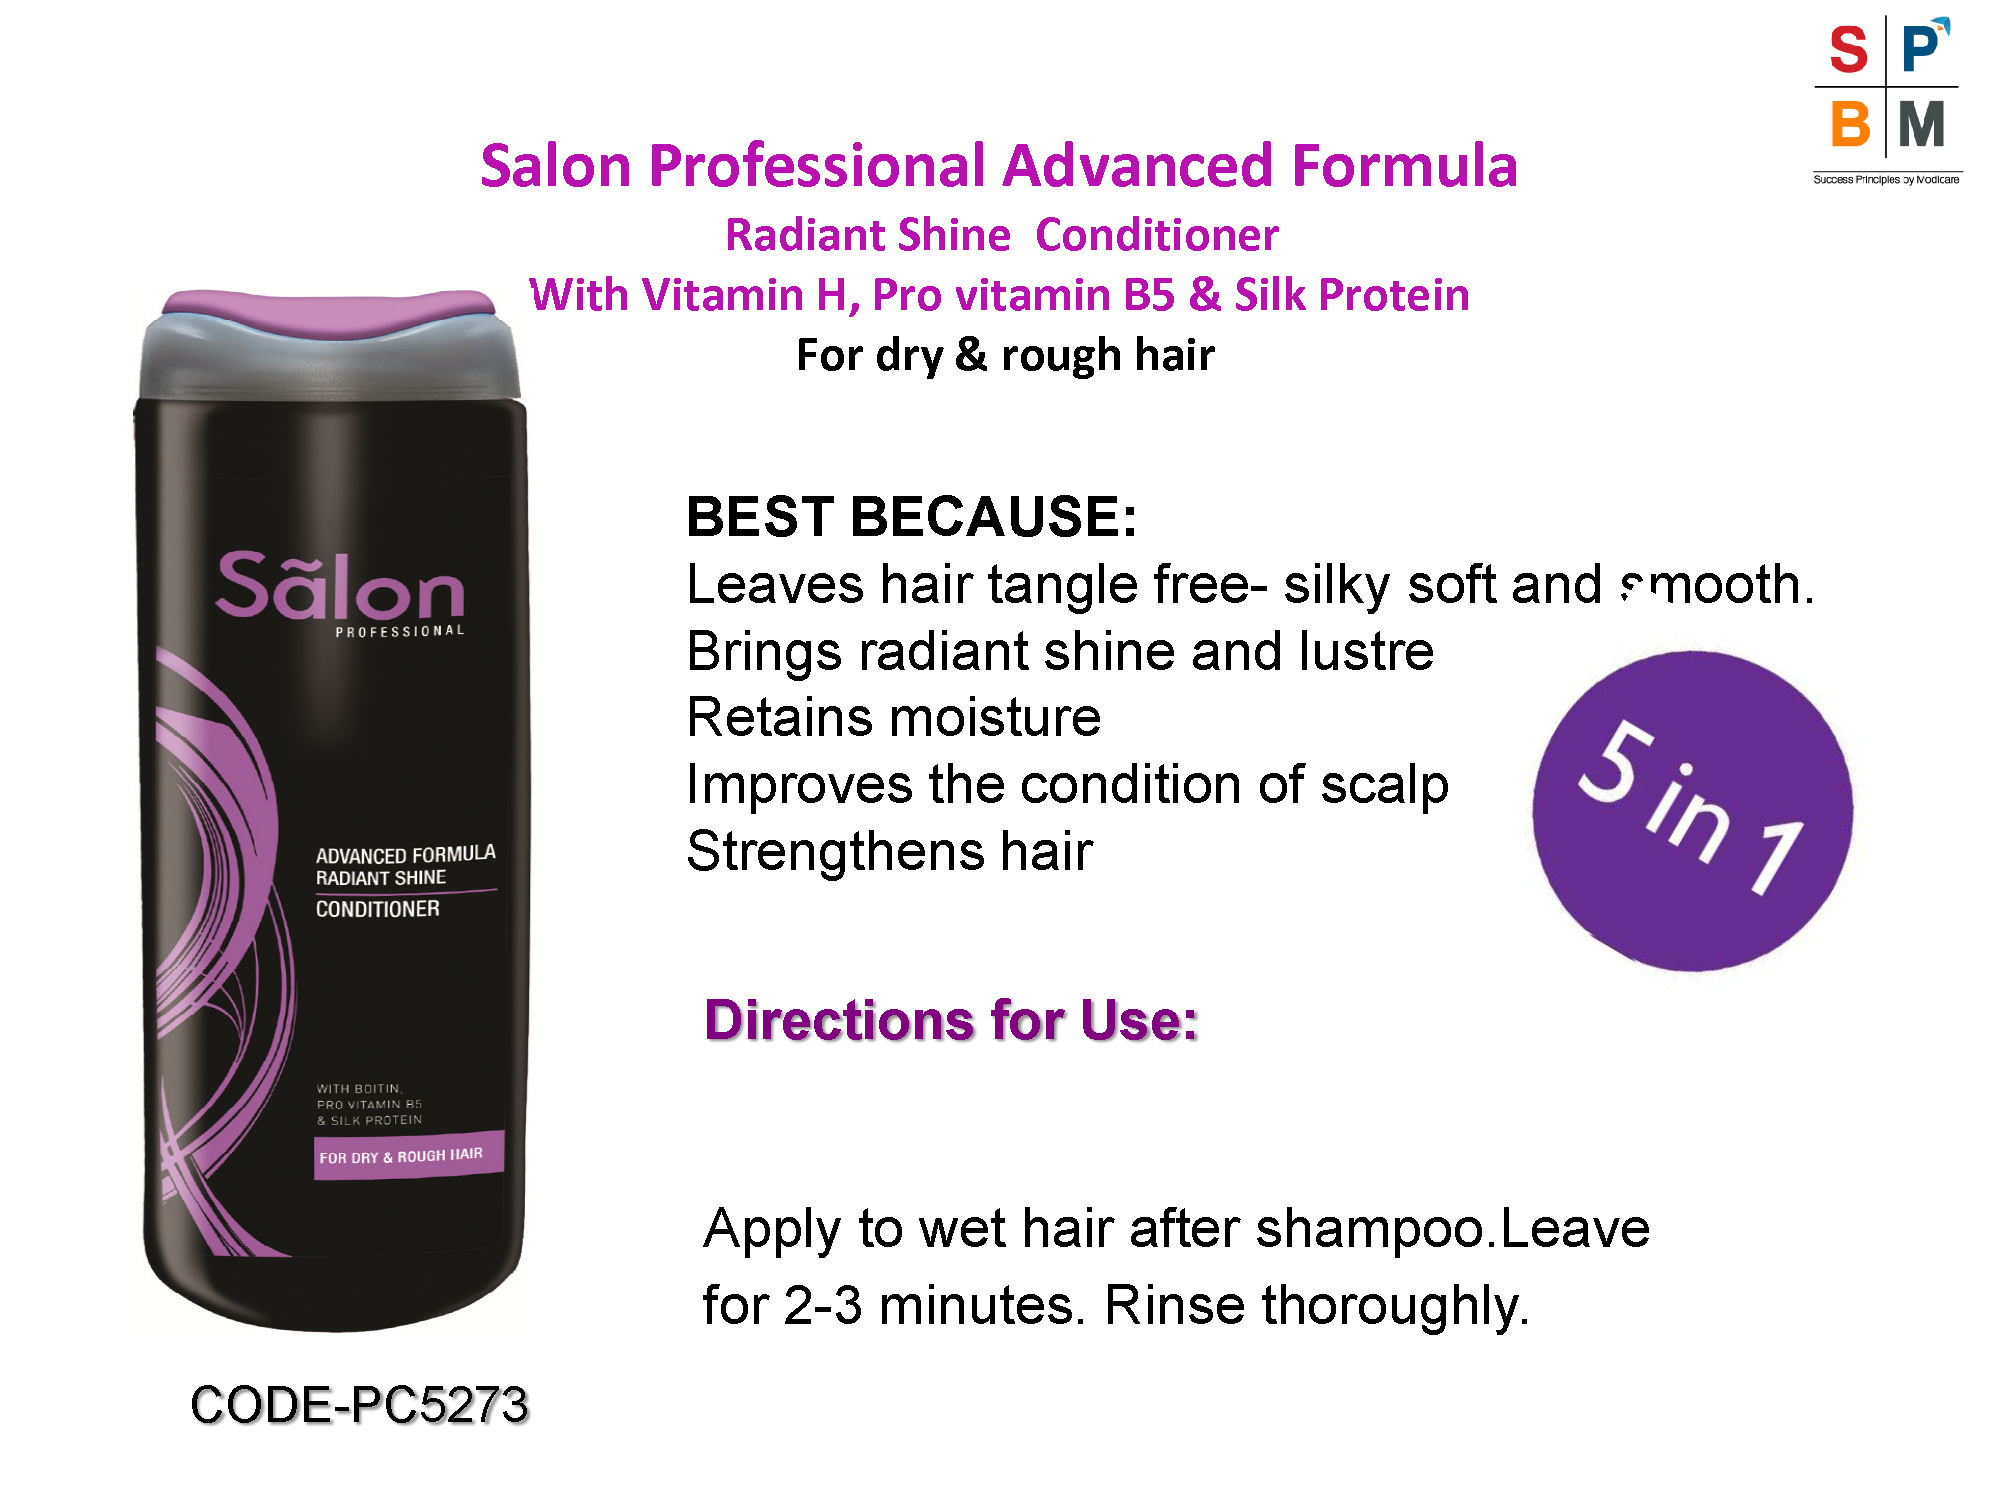 S P
B M
Success Principles by Modicare
Salon Professional Advanced Formula
Radiant Shine Conditioner
With Vitamin H, Pro vitamin B5 & Silk Protein
For dry & rough hair
Sãlon
PROFESSIONAL
ADVANCED FORMULA
RADIANT SHINE
CONDITIONER
WITH BOITIN,
PRO VITAMIN B5
& SILK PROTEIN
FOR DRY & ROUGH HAIR
CODE-PC5273
BEST BECAUSE:
Leaves hair tangle free- silky soft and smooth.
Brings radiant shine and lustre
Retains moisture
Improves the condition of scalp
Strengthens hair
5 in 1
Directions for Use:
Apply to wet hair after shampoo.Leave
for 2-3 minutes. Rinse thoroughly.